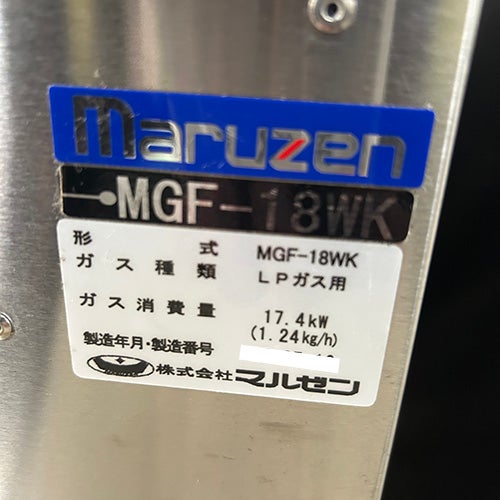 maruzen
MGF-18WK
形式 MGF-18WK
ガス種類 LPガス用
ガス消費量 17.4kW
(1.24kg/h)
製造年月・製造番号
株式会社マルゼン